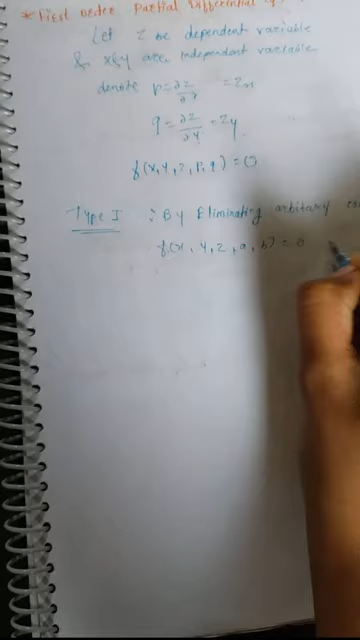 * First Order Partial Differential
Let Z be dependent variable
& x&y are independent variable
denote p = ∂z/∂x = Zx
q = ∂z/∂y = Zy
f(x, y, z, p, q) = 0
Type I : By Eliminating arbitrary
f(x, y, z, a, b) = 0